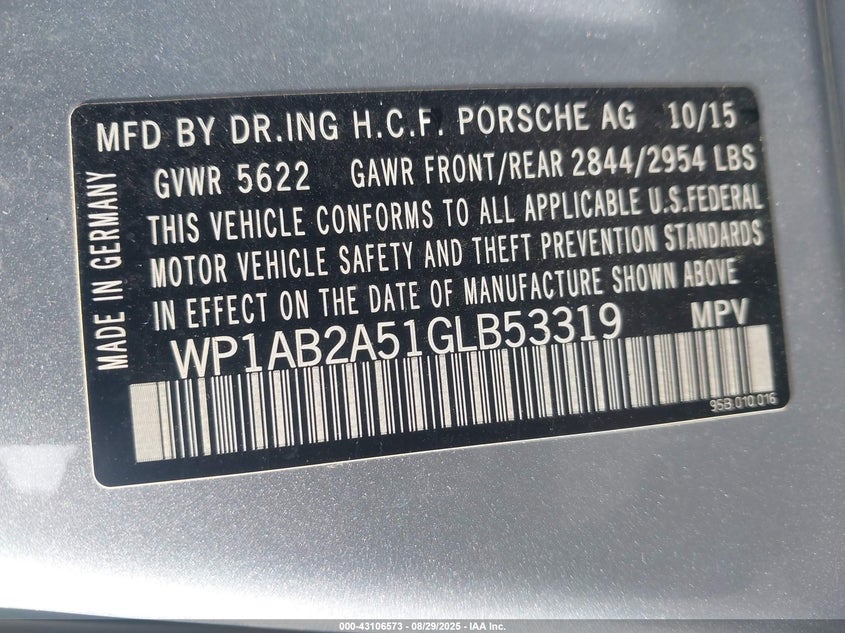 MFD BY DR.ING H.C.F. PORSCHE AG 10/15
GVWR 5622 GAWR FRONT/REAR 2844/2954 LBS
THIS VEHICLE CONFORMS TO ALL APPLICABLE U.S.FEDERAL
MOTOR VEHICLE SAFETY AND THEFT PREVENTION STANDARDS
IN EFFECT ON THE DATE OF MANUFACTURE SHOWN ABOVE
WP1AB2A51GLB53319 MPV
95B.010.016
MADE IN GERMANY
000-43106573 - 08/29/2025 - IAA Inc.